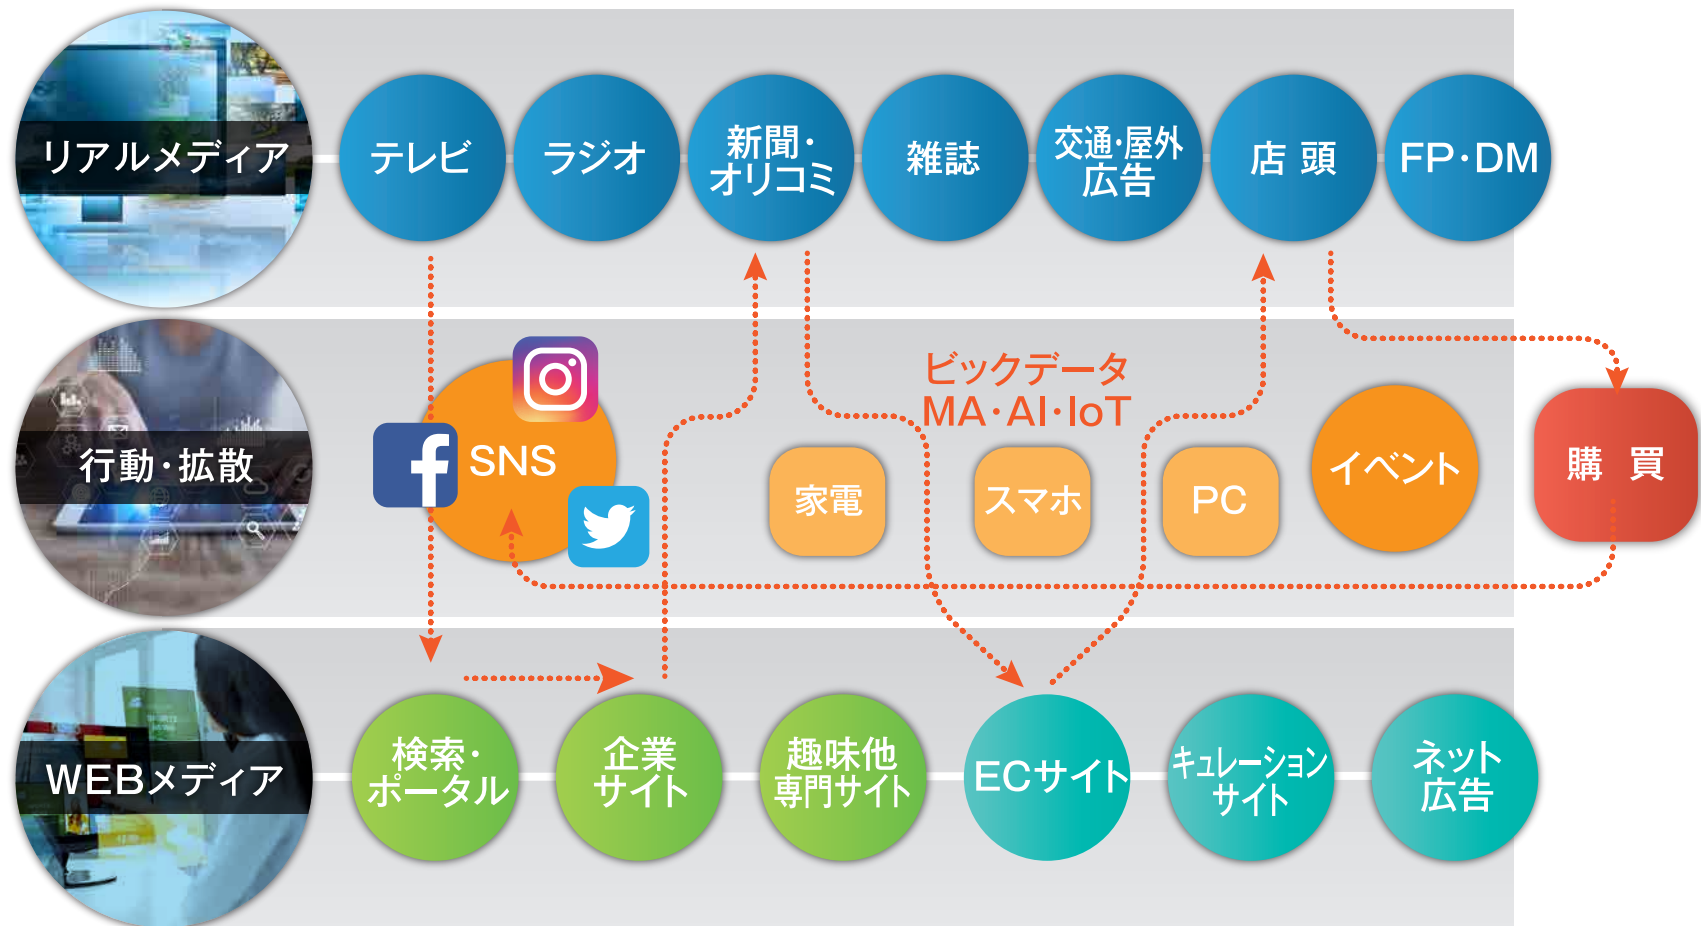 リアルメディア
テレビ
ラジオ
新聞・
オリコミ
雑誌
交通・屋外
広告
店 頭
FP・DM
行動・拡散
SNS
ビックデータ
MA・AI・IoT
家電
スマホ
PC
イベント
購 買
WEBメディア
検索・
ポータル
企業
サイト
趣味他
専門サイト
ECサイト
キュレーション
サイト
ネット
広告